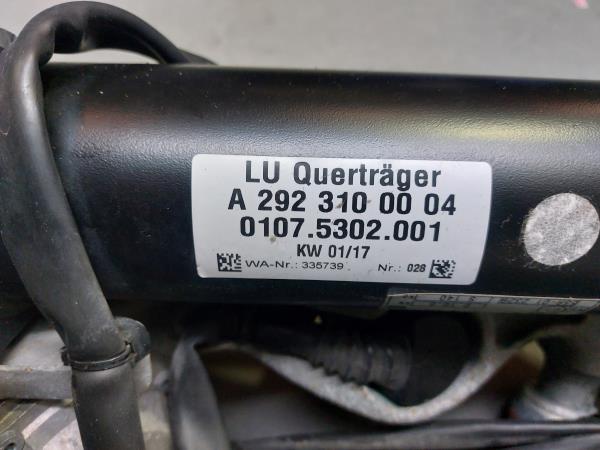 LU Querträger
A 292 310 00 04
0107.5302.001
KW 01/17
WA-Nr.: 335739 Nr.: 028